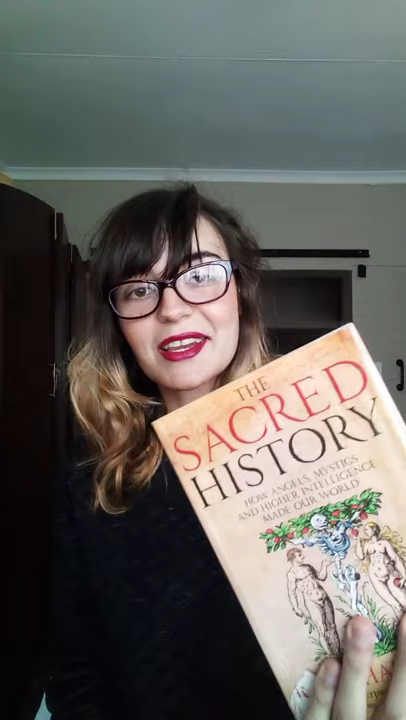 THE
SACRED
HISTORY
HOW ANGELS, MYSTICS
AND HIGHER INTELLIGENCE
MADE OUR WORLD